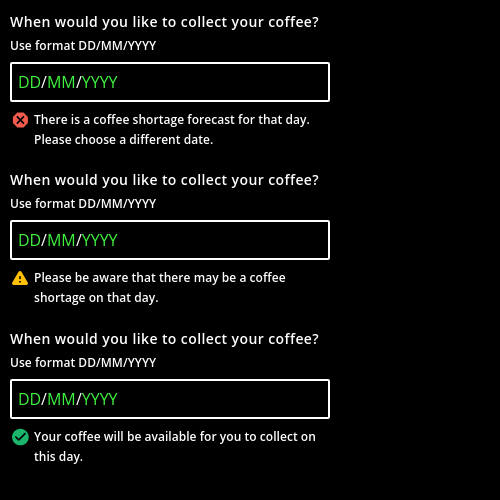 When would you like to collect your coffee?
Use format DD/MM/YYYY
DD/MM/YYYY
There is a coffee shortage forecast for that day.
Please choose a different date.
When would you like to collect your coffee?
Use format DD/MM/YYYY
DD/MM/YYYY
Please be aware that there may be a coffee
shortage on that day.
When would you like to collect your coffee?
Use format DD/MM/YYYY
DD/MM/YYYY
Your coffee will be available for you to collect on
this day.